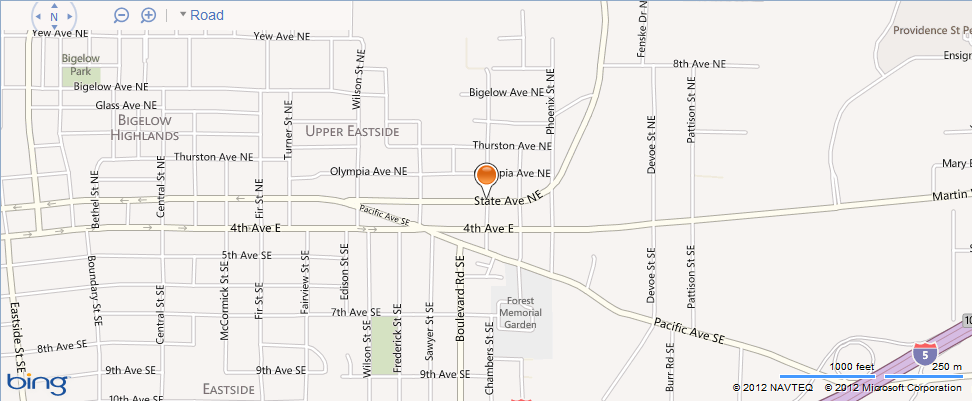 N
Road
Yew Ave NE
Yew Ave NE
Fenske Dr N
Providence St Pe
Ensign
Bigelow
Park
Wilson St NE
8th Ave NE
Bigelow Ave NE
Bigelow Ave NE
Phoenix St NE
Glass Ave NE
BIGELOW
HIGHLANDS
Turner St NE
UPPER EASTSIDE
Devoe St NE
Pattison St NE
Thurston Ave NE
Thurston Ave NE
Mary E
Olympia Ave NE
pia Ave NE
Bethel St NE
Central St NE
Fir St NE
State Ave NE
Martin
Pacific Ave SE
4th Ave E
4th Ave E
5th Ave SE
Boundary St SE
Central St SE
McCormick St SE
Fir St SE
Fairview St SE
Edison St SE
Boulevard Rd SE
Devoe St SE
Pattison St SE
Eastside St SE
7th Ave SE
Forest
Memorial
Garden
Wilson St SE
Frederick St SE
Sawyer St SE
Chambers St SE
Pacific Ave SE
10
8th Ave SE
5
9th Ave SE
9th Ave SE
Burr Rd SE
1000 feet
250 m
bing
EASTSIDE
© 2012 NAVTEQ
© 2012 Microsoft Corporation
10th Ave SE